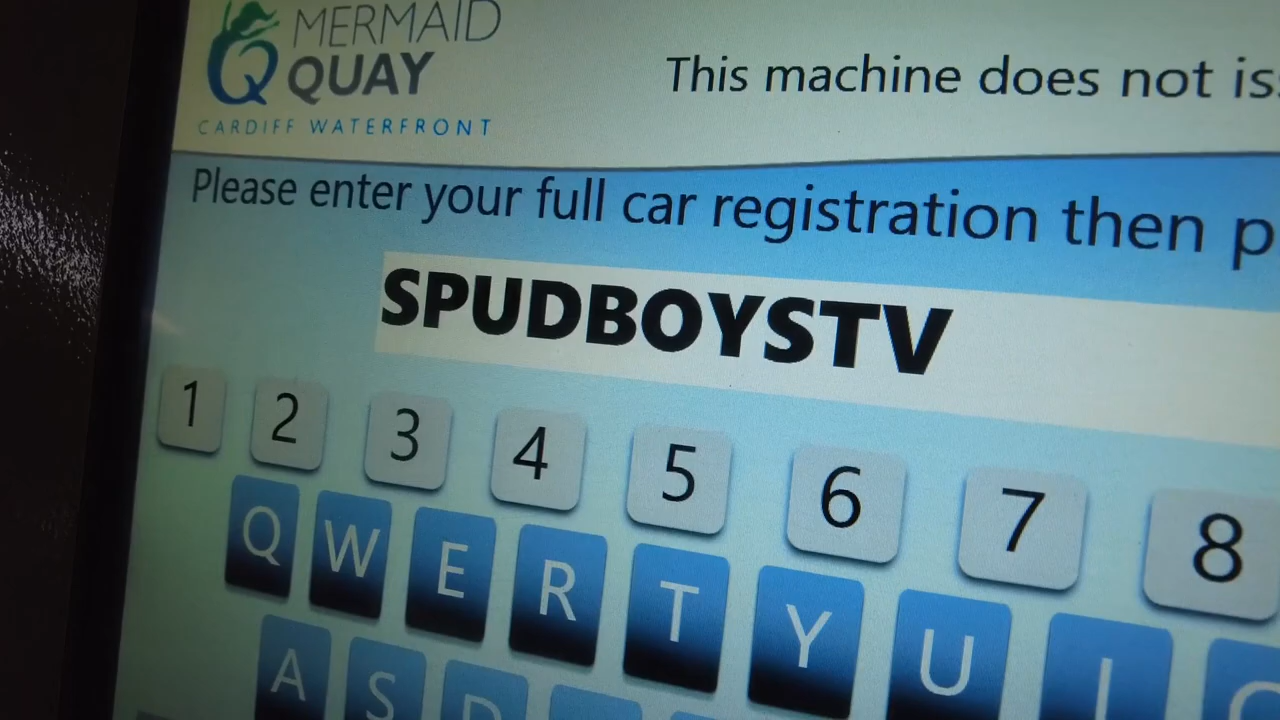 MERMAID
QUAY
CARDIFF WATERFRONT
This machine does not
Please enter your full car registration then
SPUDBOYSTV
1 2 3 4 5 6 7 8
Q W E R T Y U I
A S D